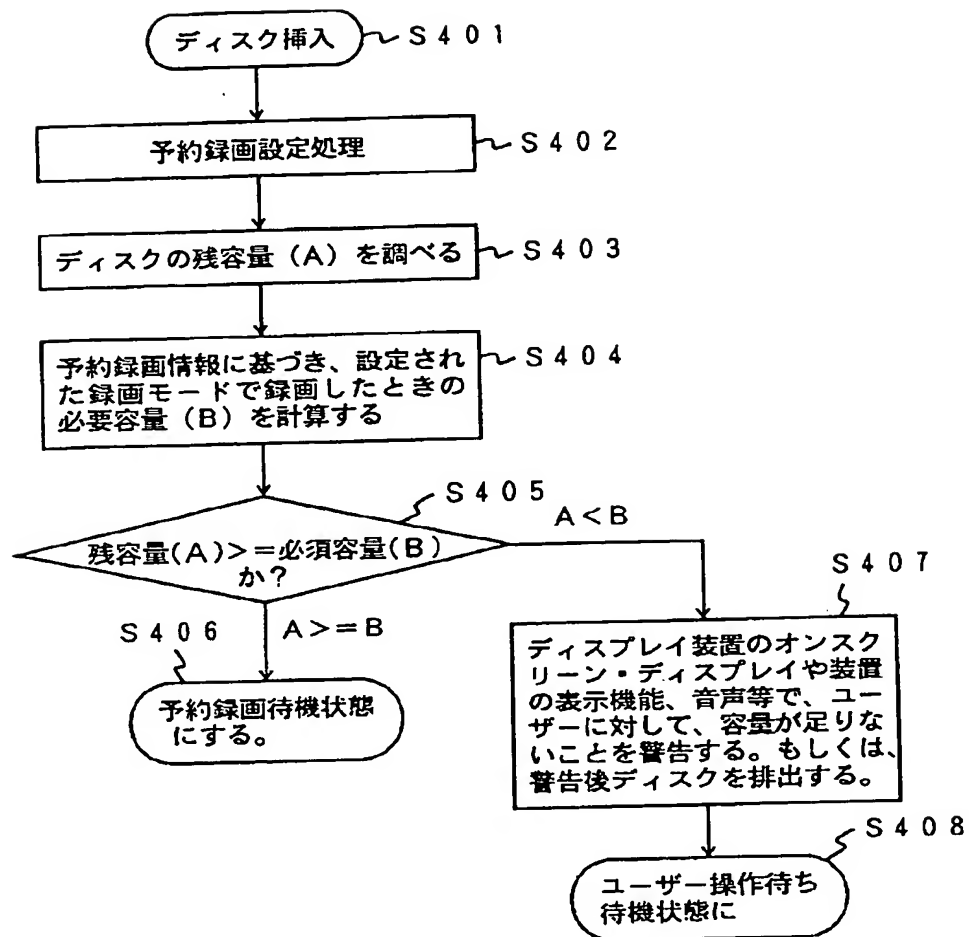 ディスク挿入
S401
予約録画設定処理
S402
ディスクの残容量（A）を調べる
S403
予約録画情報に基づき、設定され
た録画モードで録画したときの
必要容量（B）を計算する
S404
S405
残容量(A)>=必須容量(B)
か?
A<B
A>=B
S406
予約録画待機状態
にする。
S407
ディスプレイ装置のオンスク
リーン・ディスプレイや装置
の表示機能、音声等で、ユー
ザーに対して、容量が足りな
いことを警告する。もしくは、
警告後ディスクを排出する。
S408
ユーザー操作待ち
待機状態に